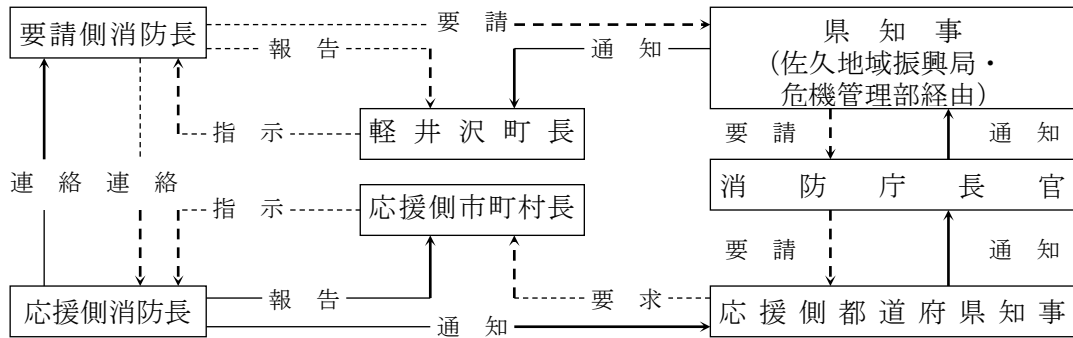 要請側消防長
要請
報告
通知
県知事
(佐久地域振興局・
危機管理部経由)
指示
軽井沢町長
要請
通知
連絡
連絡
消防庁長官
指示
応援側市町村長
要請
通知
応援側消防長
報告
要求
応援側都道府県知事
通知